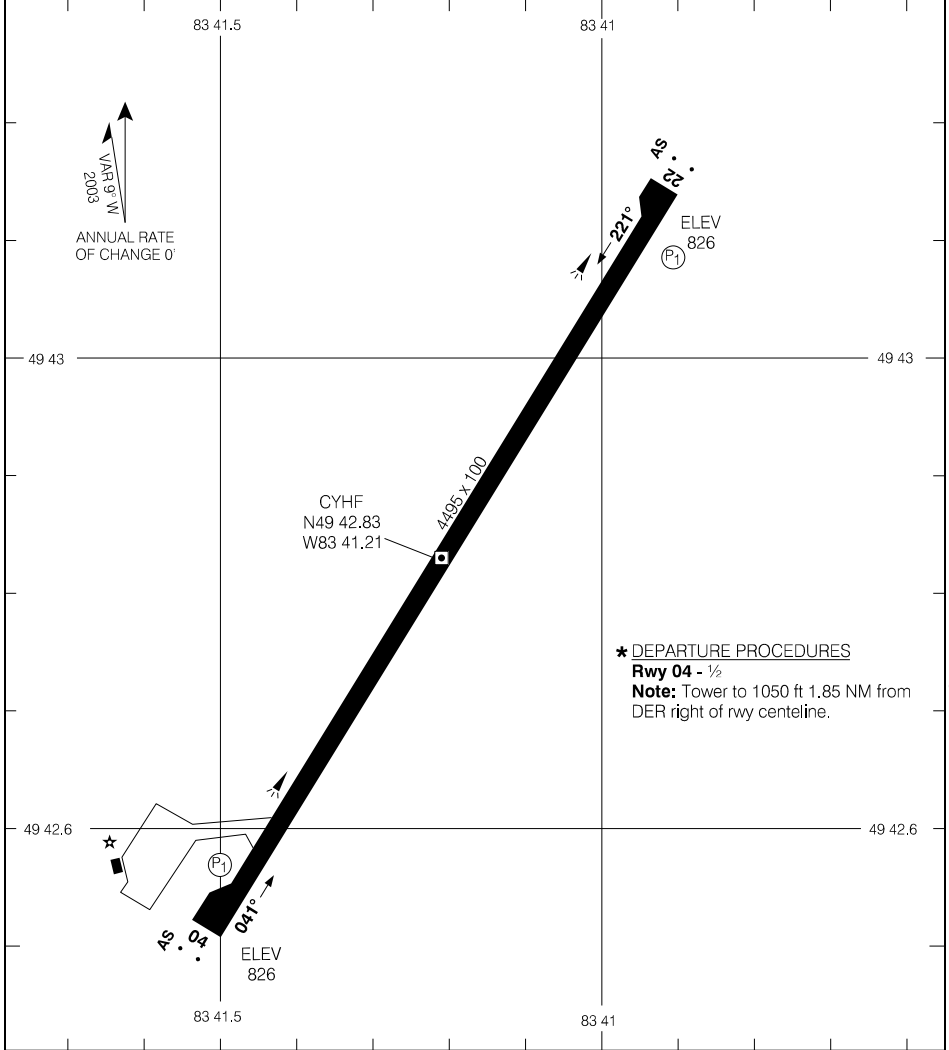 83 41.5
83 41
VAR 9° W
2003
ANNUAL RATE
OF CHANGE 0'
AS
22
221°
ELEV
826
P1
49 43
49 43
4495 x 100
CYHF
N49 42.83
W83 41.21
* DEPARTURE PROCEDURES
Rwy 04 - ½
Note: Tower to 1050 ft 1.85 NM from
DER right of rwy centeline.
49 42.6
49 42.6
P1
041°
AS
04
ELEV
826
83 41.5
83 41